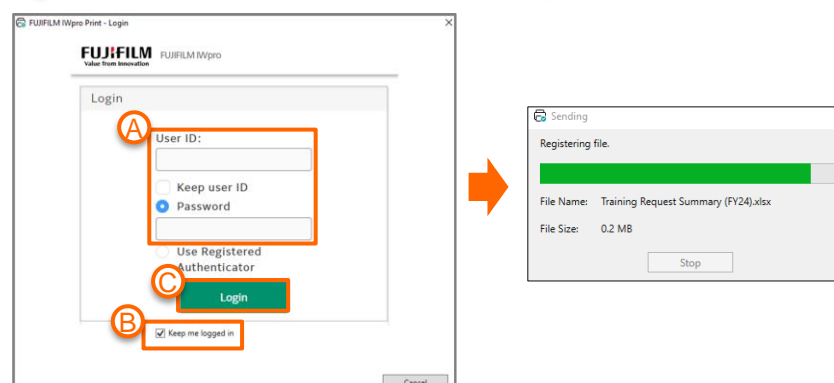 FUJIFILM IWpro Print - Login
FUJIFILM
Value from Innovation
FUJIFILM IWpro
Login
A
User ID:
Keep user ID
Password
Use Registered
Authenticator
C
Login
B
Keep me logged in
Cancel
Sending
Registering file.
File Name: Training Request Summary (FY24).xlsx
File Size: 0.2 MB
Stop